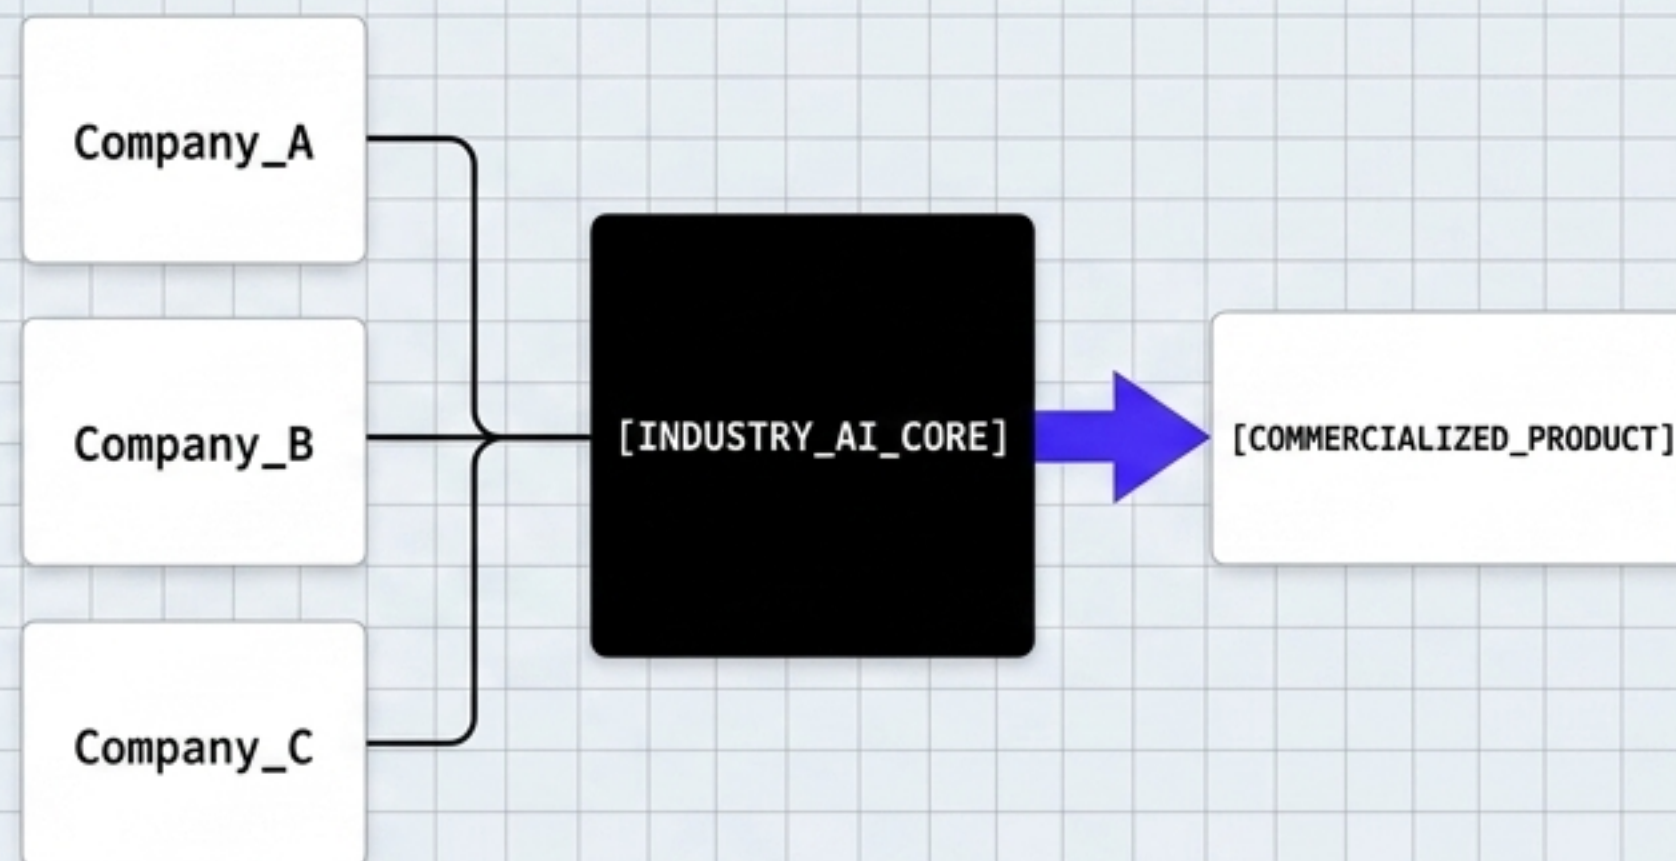 Company_A
Company_B
Company_C
[INDUSTRY_AI_CORE]
[COMMERCIALIZED_PRODUCT]